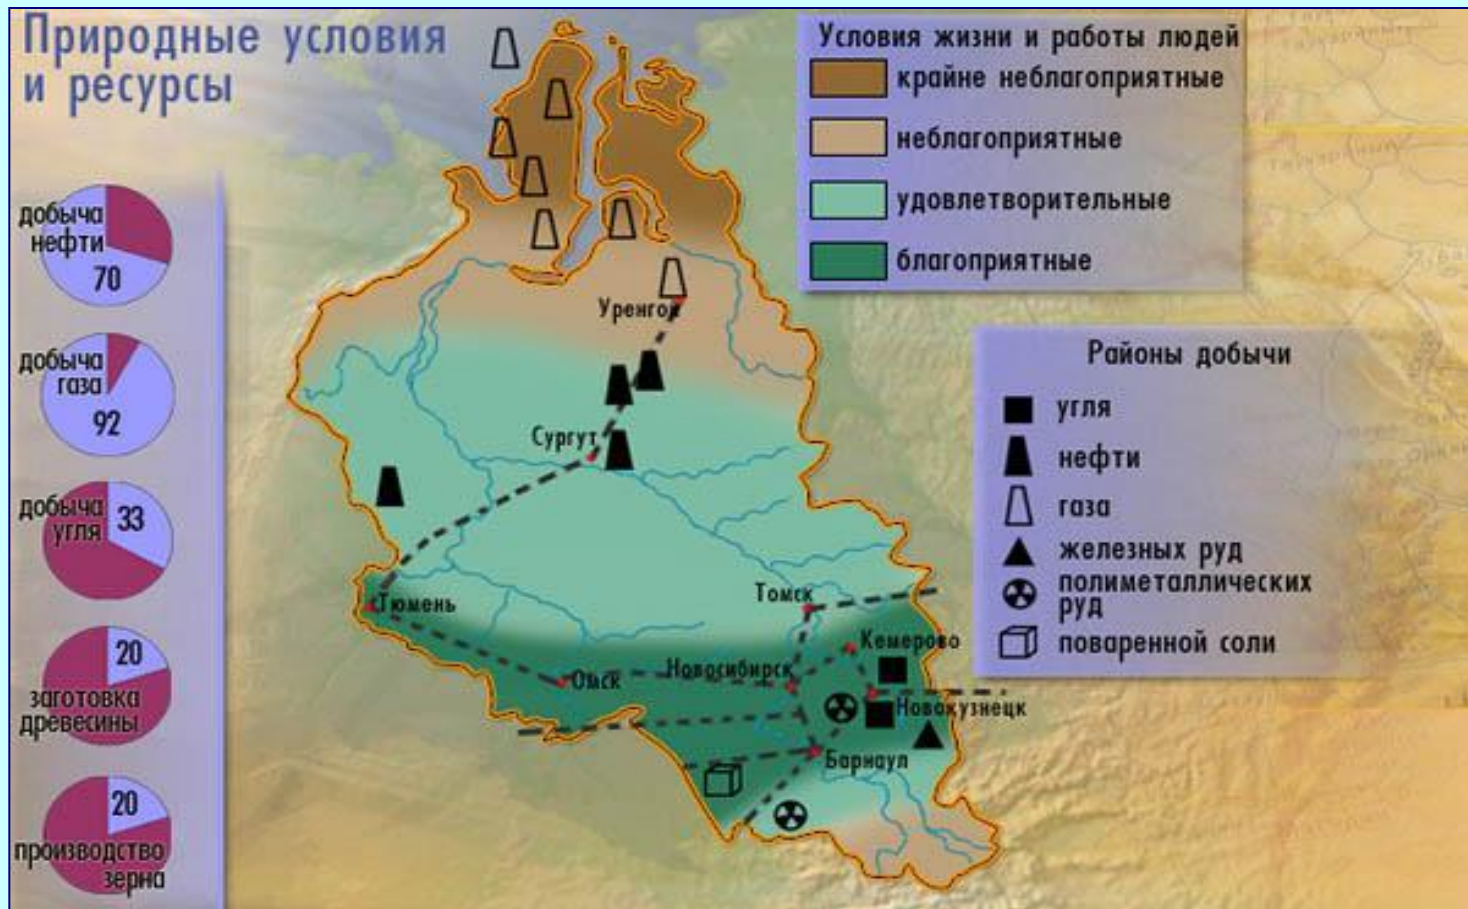 Природные условия
и ресурсы
добыча
нефти
70
добыча
газа
92
добыча
угля
33
20
заготовка
древесины
20
производство
зерна
Условия жизни и работы людей
крайне неблагоприятные
неблагоприятные
удовлетворительные
благоприятные
Районы добычи
угля
нефти
газа
железных руд
полиметаллических
руд
поваренной соли
Уренгой
Сургут
Тюмень
Томск
Кемерово
Омск
Новосибирск
Новокузнецк
Барнаул